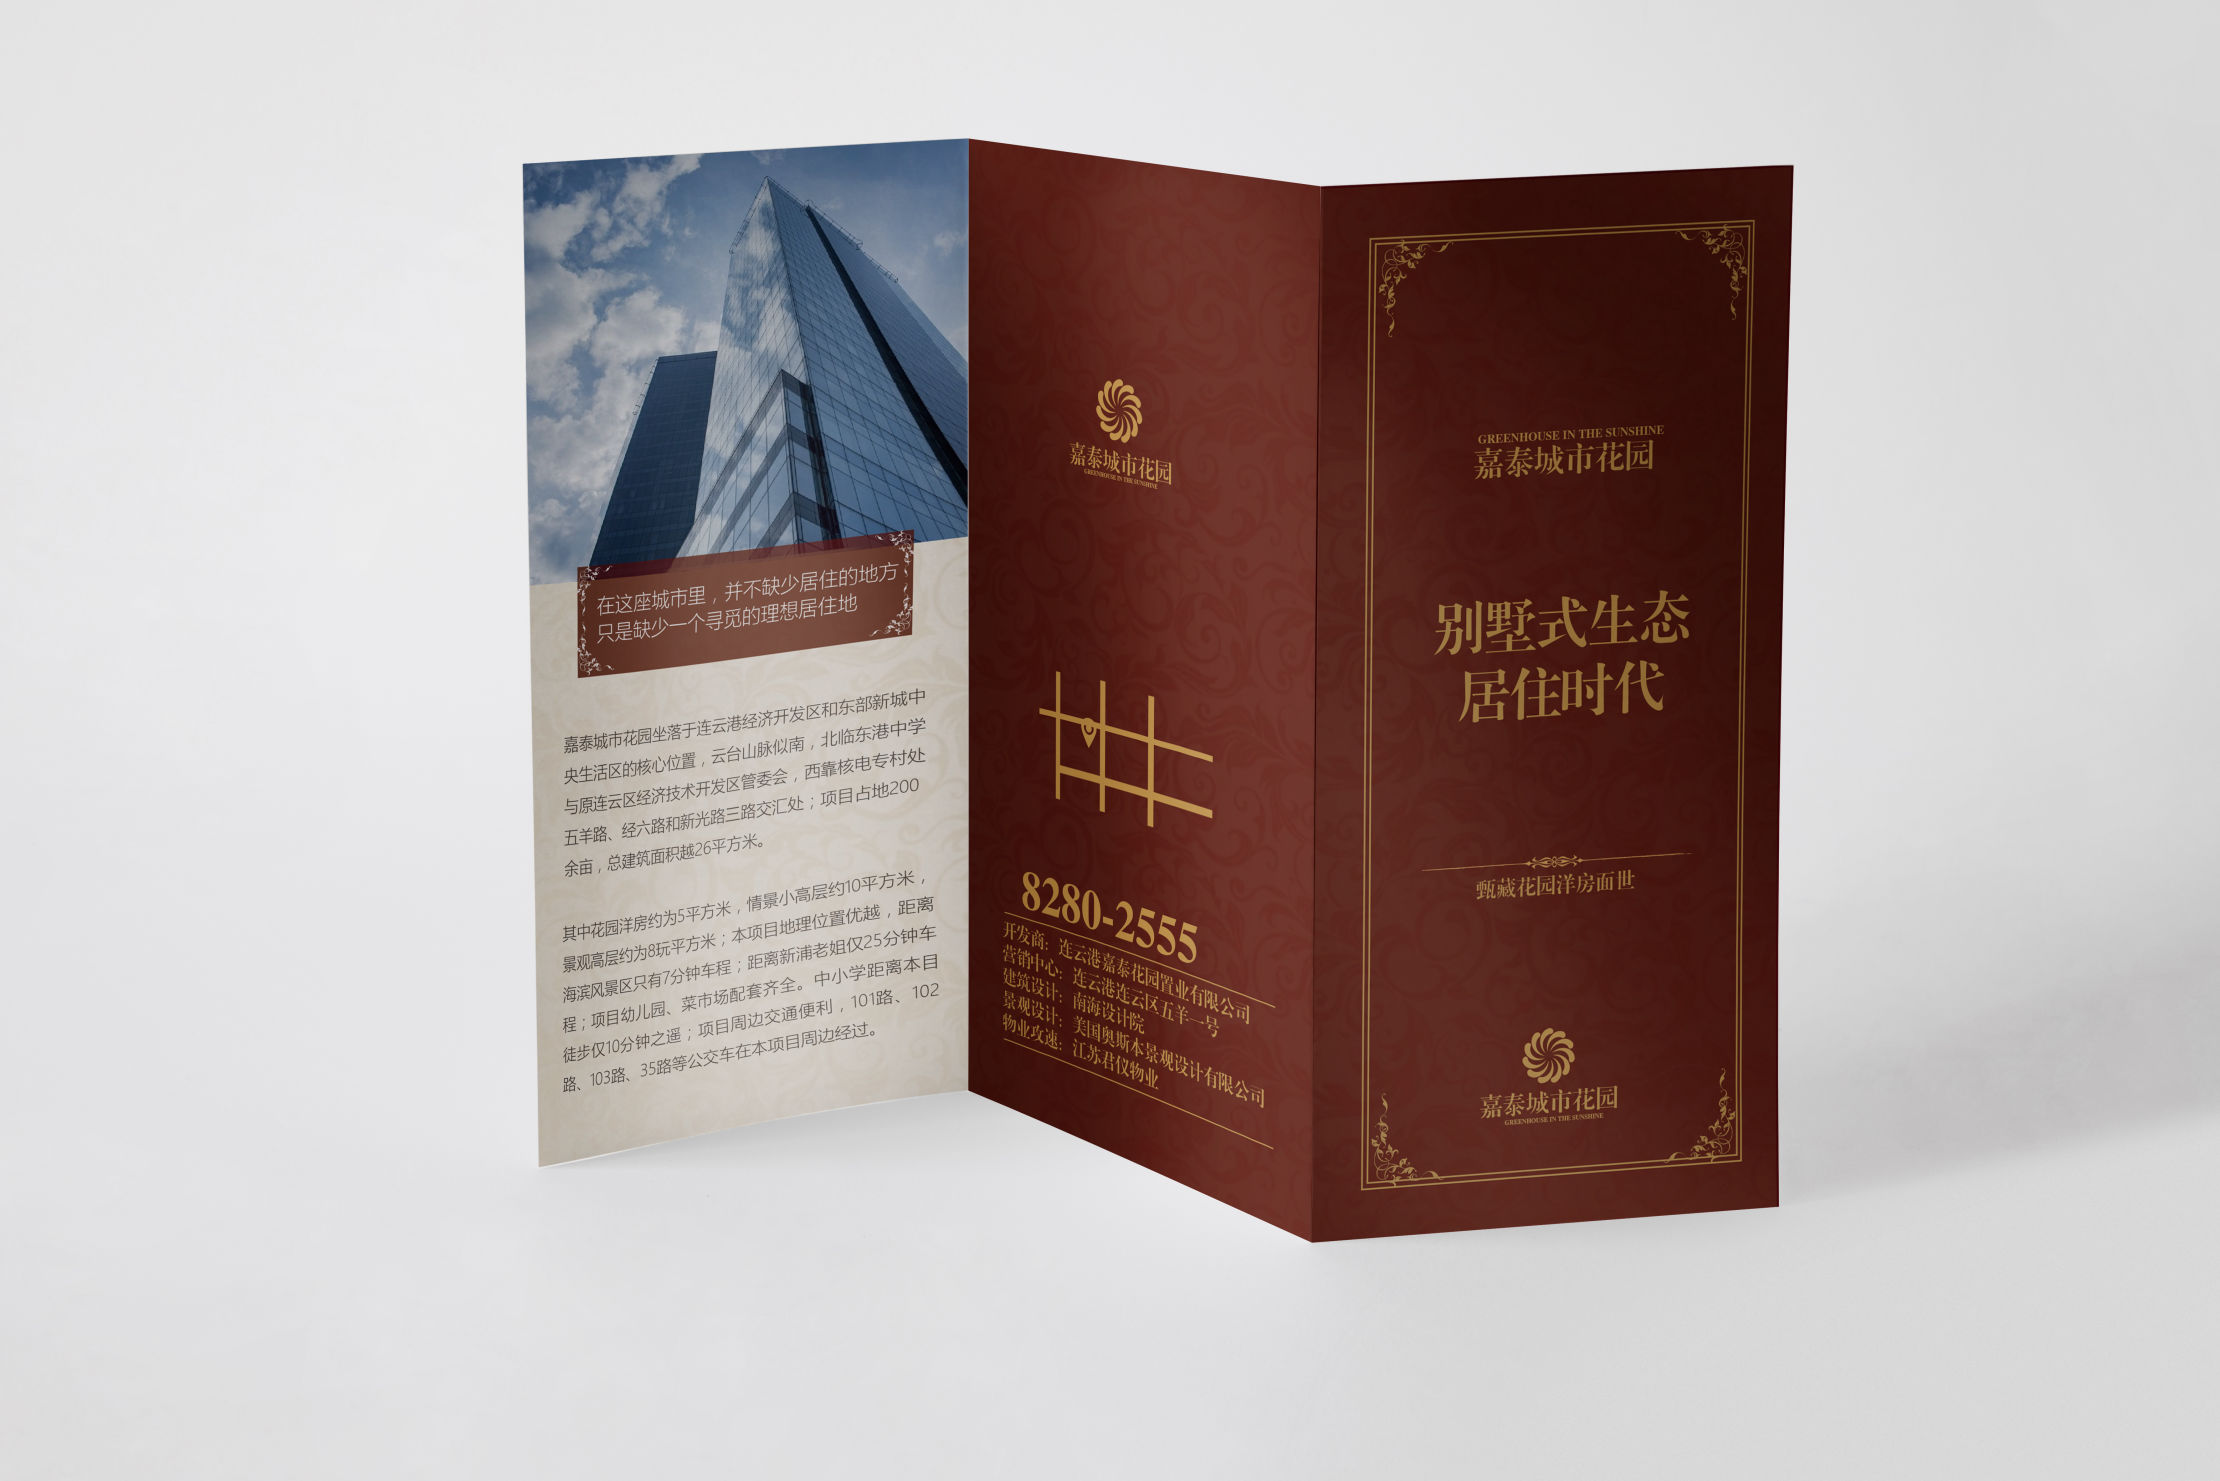 在这座城市里，并不缺少居住的地方
只是缺少一个寻觅的理想居住地
嘉泰城市花园坐落于连云港经济开发区和东部新城中
央生活区的核心位置，云台山脉似南，北临东港中学
与原连云区经济技术开发区管委会，西靠核电专村处
五羊路、经六路和新光路三路交汇处；项目占地200
余亩，总建筑面积越26平方米。
其中花园洋房约为5平方米，情景小高层约10平方米，
景观高层约为8玩平方米；本项目地理位置优越，距离
海滨风景区只有7分钟车程；距离新浦老姐仅25分钟车
程；项目幼儿园、菜市场配套齐全。中小学距离本目
徒步仅10分钟之遥；项目周边交通便利，101路、102
路、103路、35路等公交车在本项目周边经过。
嘉泰城市花园
GREENHOUSE IN THE SUNSHINE
8280-2555
开发商：连云港嘉泰花园置业有限公司
营销中心：连云港连云区五羊一号
建筑设计：南海设计院
景观设计：美国奥斯本景观设计有限公司
物业攻速：江苏君仪物业
GREENHOUSE IN THE SUNSHINE
嘉泰城市花园
别墅式生态
居住时代
甄藏花园洋房面世
嘉泰城市花园
GREENHOUSE IN THE SUNSHINE